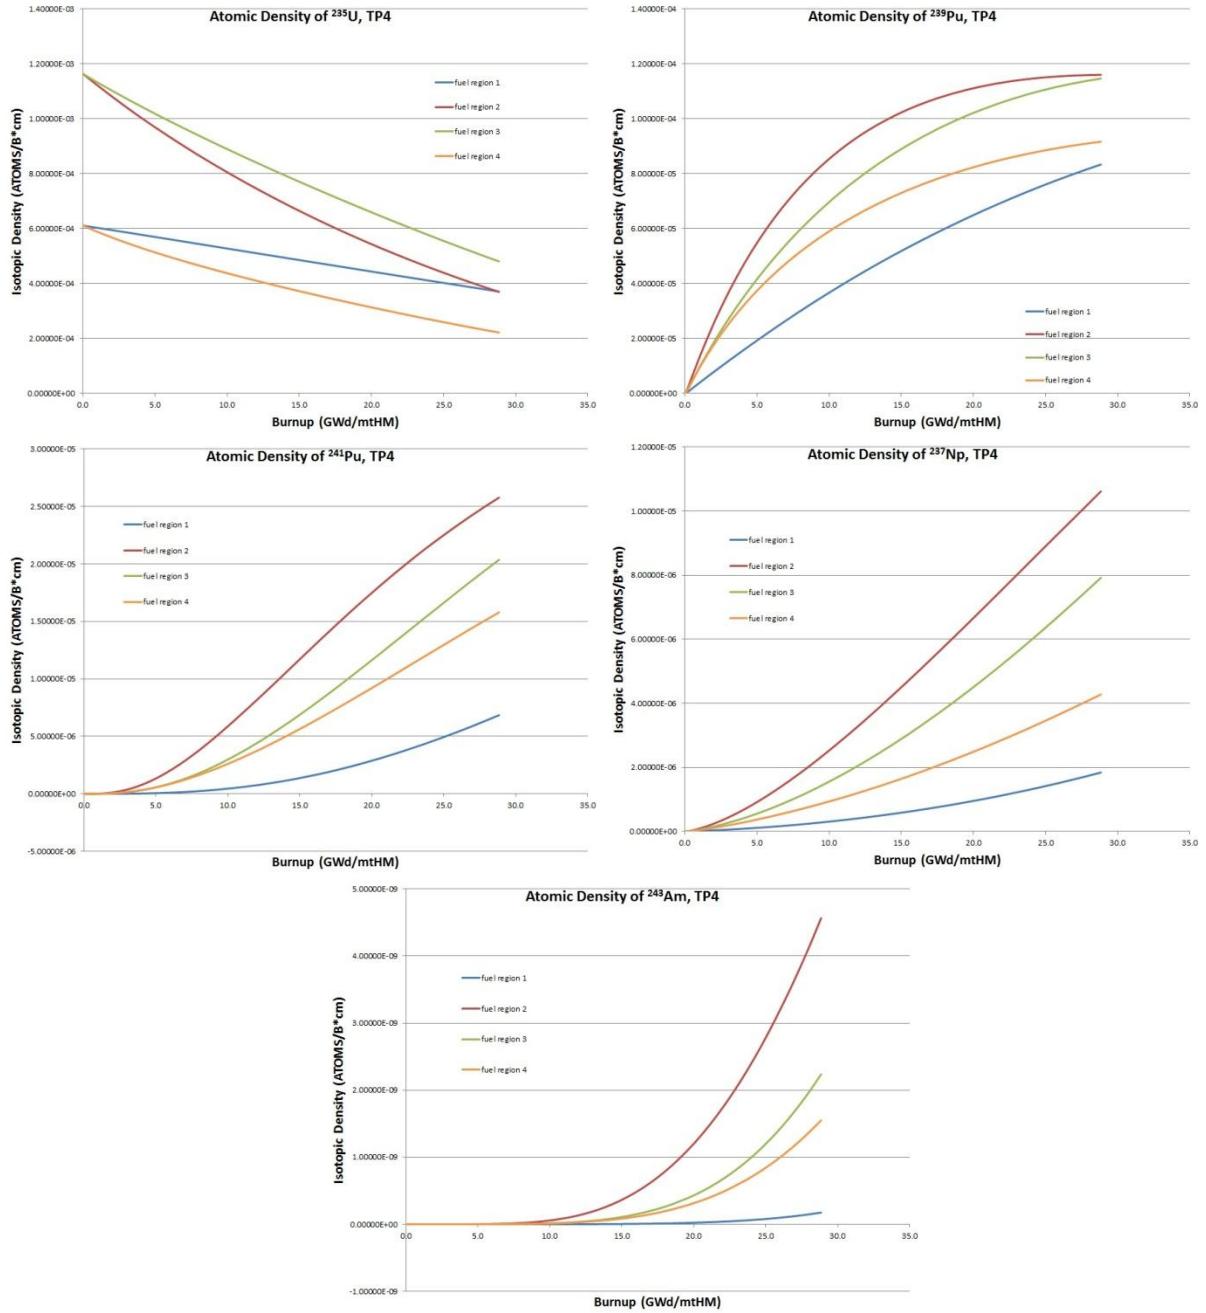 Atomic Density of ²³⁵U, TP4
1.40000E-03
1.20000E-03
1.00000E-03
8.00000E-04
6.00000E-04
4.00000E-04
2.00000E-04
0.00000E+00
Isotopic Density (ATOMS/B*cm)
fuel region 1
fuel region 2
fuel region 3
fuel region 4
0.0 5.0 10.0 15.0 20.0 25.0 30.0 35.0
Burnup (GWd/mtHM)
Atomic Density of ²³⁹Pu, TP4
1.40000E-04
1.20000E-04
1.00000E-04
8.00000E-05
6.00000E-05
4.00000E-05
2.00000E-05
0.00000E+00
Isotopic Density (ATOMS/B*cm)
fuel region 1
fuel region 2
fuel region 3
fuel region 4
0.0 5.0 10.0 15.0 20.0 25.0 30.0 35.0
Burnup (GWd/mtHM)
Atomic Density of ²⁴¹Pu, TP4
3.00000E-05
2.50000E-05
2.00000E-05
1.50000E-05
1.00000E-05
5.00000E-06
0.00000E+00
-5.00000E-06
Isotopic Density (ATOMS/B*cm)
fuel region 1
fuel region 2
fuel region 3
fuel region 4
0.0 5.0 10.0 15.0 20.0 25.0 30.0 35.0
Burnup (GWd/mtHM)
Atomic Density of ²³⁷Np, TP4
1.20000E-05
1.00000E-05
8.00000E-06
6.00000E-06
4.00000E-06
2.00000E-06
0.00000E+00
Isotopic Density (ATOMS/B*cm)
fuel region 1
fuel region 2
fuel region 3
fuel region 4
0.0 5.0 10.0 15.0 20.0 25.0 30.0 35.0
Burnup (GWd/mtHM)
Atomic Density of ²⁴³Am, TP4
5.00000E-09
4.00000E-09
3.00000E-09
2.00000E-09
1.00000E-09
0.00000E+00
-1.00000E-09
Isotopic Density (ATOMS/B*cm)
fuel region 1
fuel region 2
fuel region 3
fuel region 4
0.0 5.0 10.0 15.0 20.0 25.0 30.0 35.0
Burnup (GWd/mtHM)